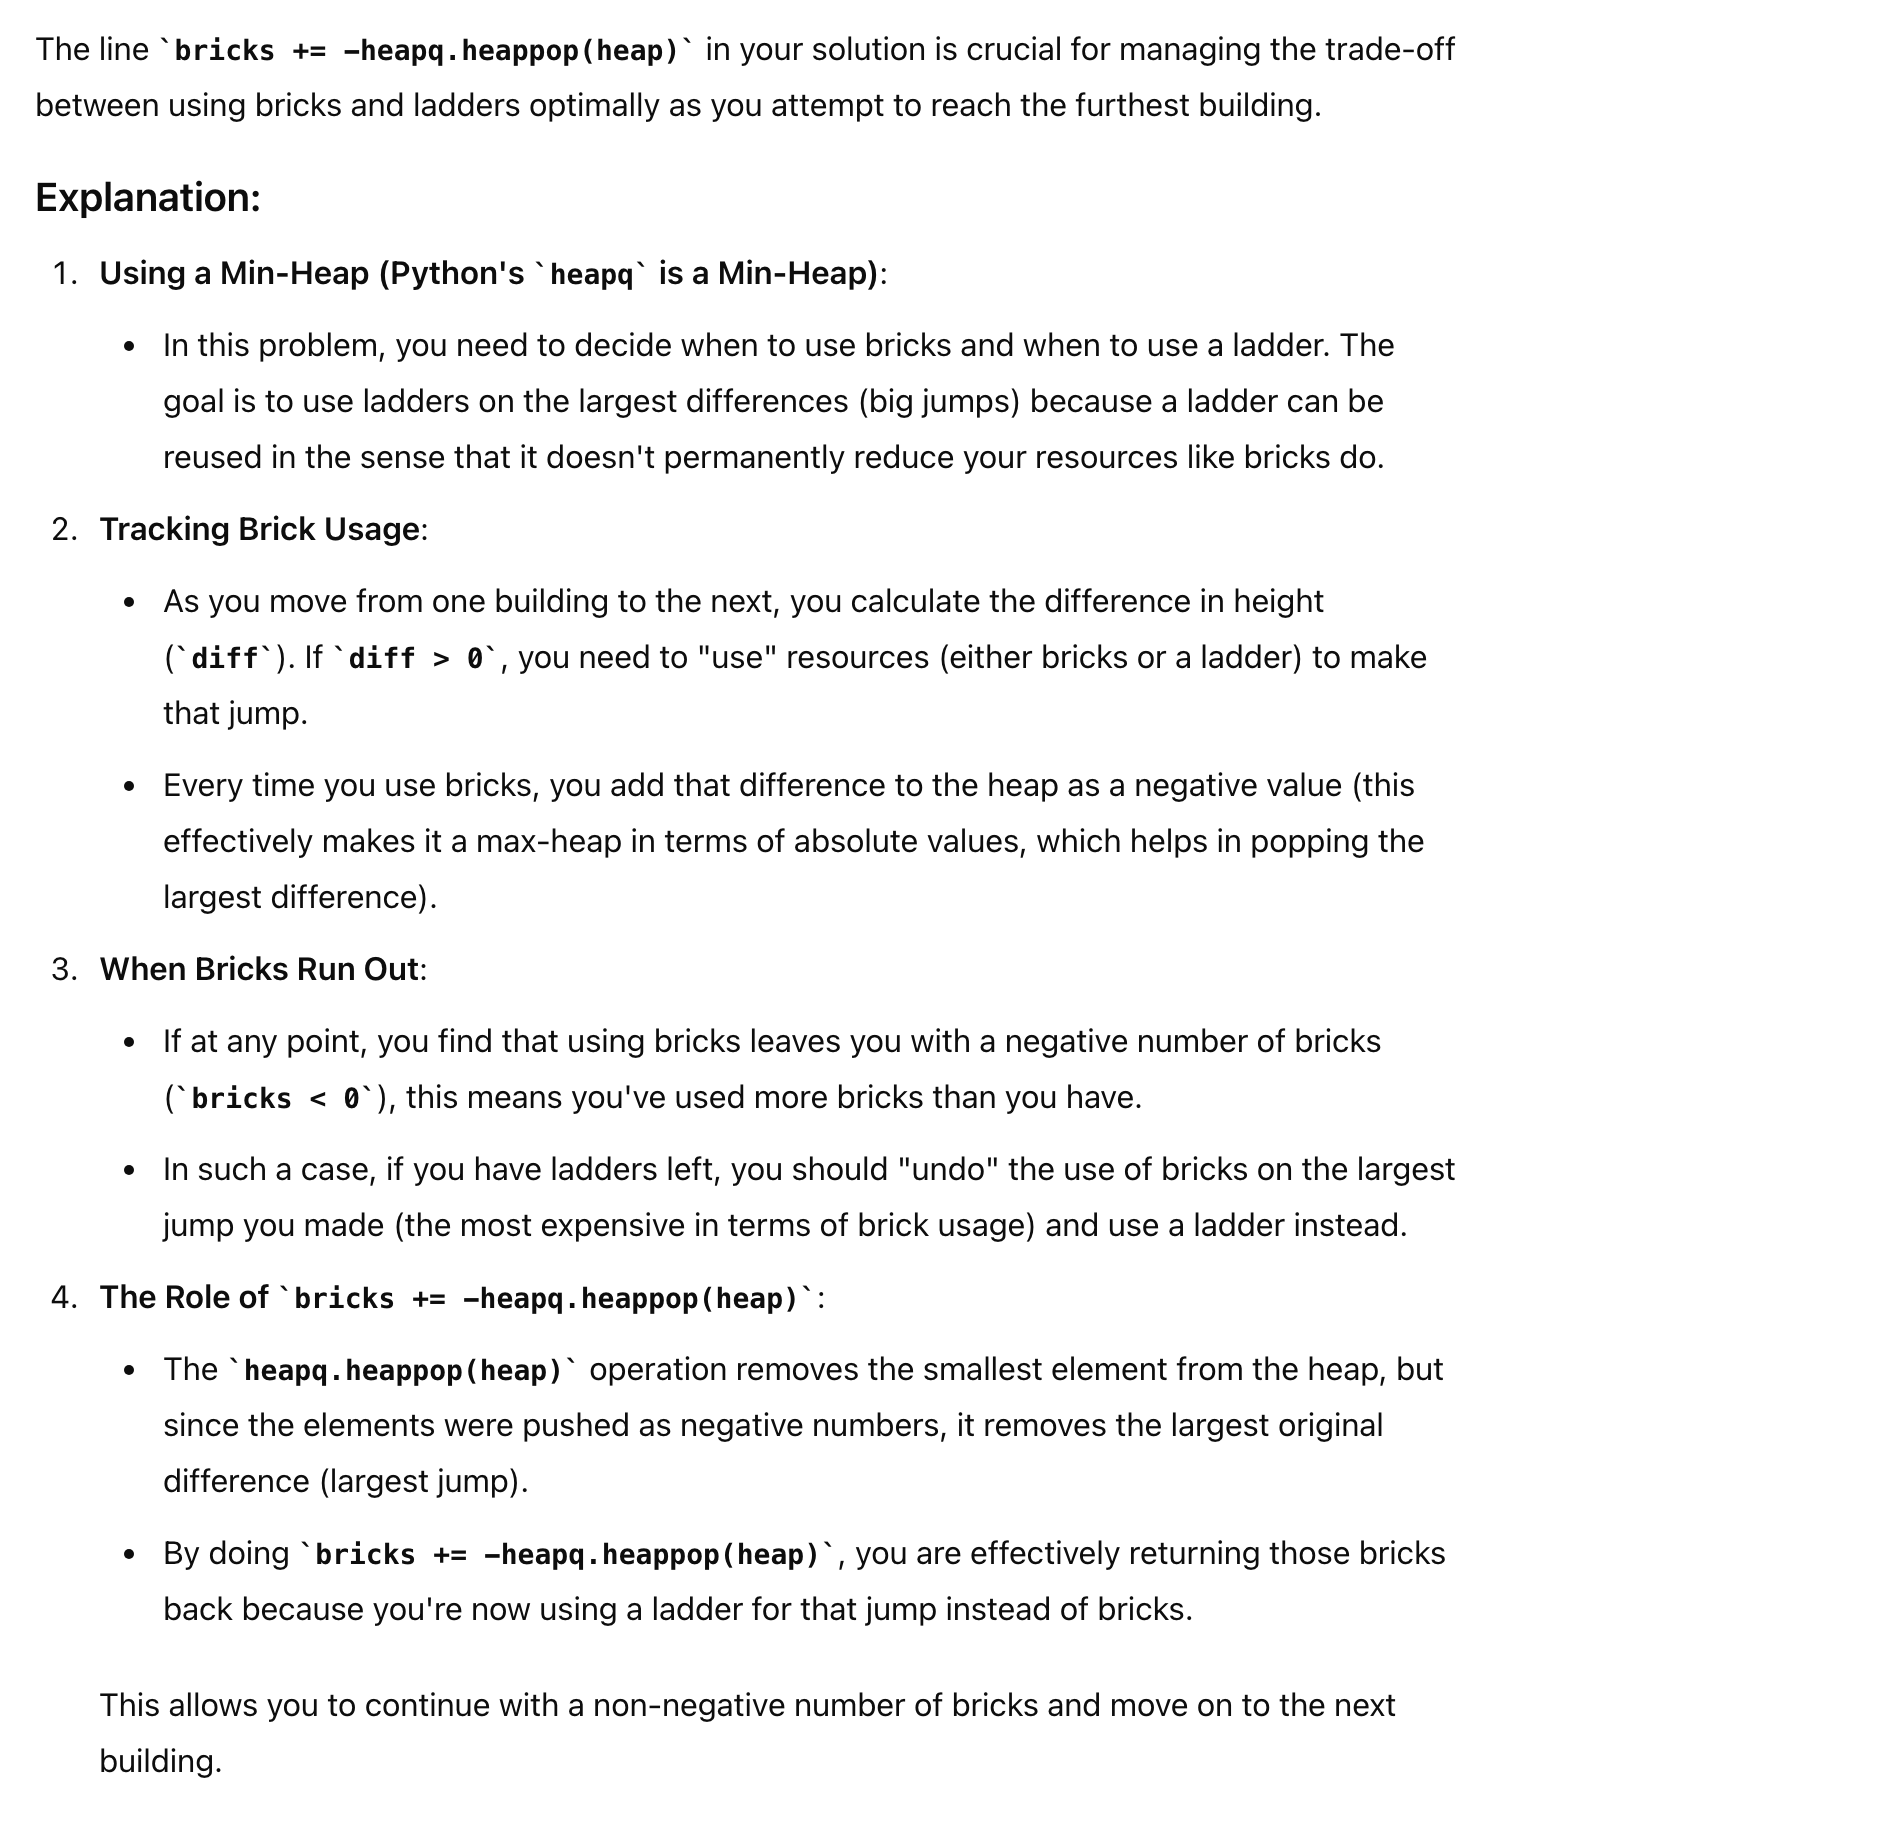 The line `bricks += -heapq.heappop(heap)` in your solution is crucial for managing the trade-off
between using bricks and ladders optimally as you attempt to reach the furthest building.
Explanation:
1. Using a Min-Heap (Python's `heapq` is a Min-Heap):
• In this problem, you need to decide when to use bricks and when to use a ladder. The
goal is to use ladders on the largest differences (big jumps) because a ladder can be
reused in the sense that it doesn't permanently reduce your resources like bricks do.
2. Tracking Brick Usage:
• As you move from one building to the next, you calculate the difference in height
(`diff`). If `diff > 0`, you need to "use" resources (either bricks or a ladder) to make
that jump.
• Every time you use bricks, you add that difference to the heap as a negative value (this
effectively makes it a max-heap in terms of absolute values, which helps in popping the
largest difference).
3. When Bricks Run Out:
• If at any point, you find that using bricks leaves you with a negative number of bricks
(`bricks < 0`), this means you've used more bricks than you have.
• In such a case, if you have ladders left, you should "undo" the use of bricks on the largest
jump you made (the most expensive in terms of brick usage) and use a ladder instead.
4. The Role of `bricks += -heapq.heappop(heap)`:
• The `heapq.heappop(heap)` operation removes the smallest element from the heap, but
since the elements were pushed as negative numbers, it removes the largest original
difference (largest jump).
• By doing `bricks += -heapq.heappop(heap)`, you are effectively returning those bricks
back because you're now using a ladder for that jump instead of bricks.
This allows you to continue with a non-negative number of bricks and move on to the next
building.